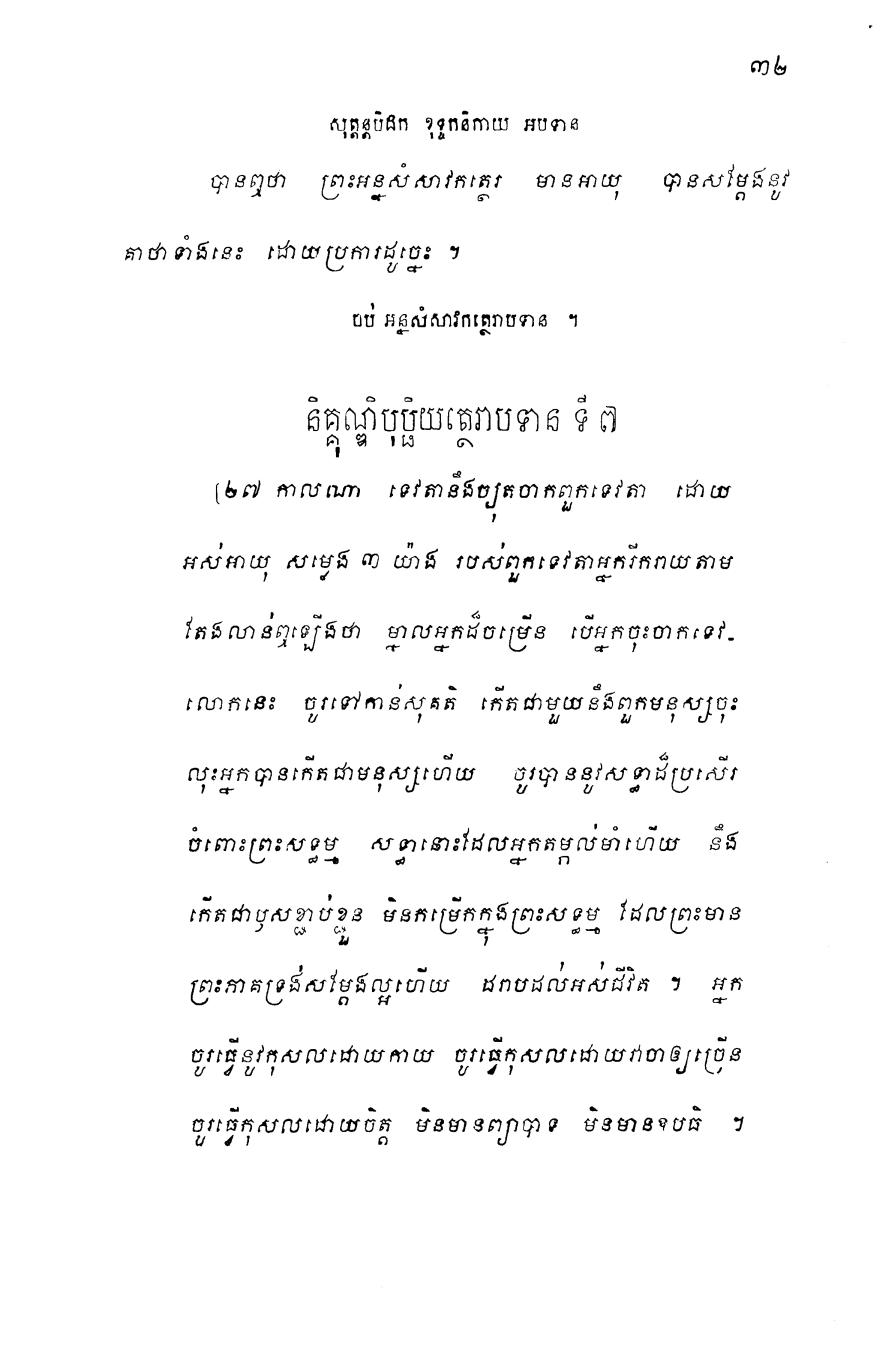 ៣២
សុត្តន្តបិដក ខុទ្ទកនិកាយ អបទាន
បានឮថា ព្រះអន្នសំសាវកត្ថេរ មានអាយុ បានសម្តែងនូវ
គាថាទាំងនេះ ដោយប្រការដូច្នេះ ។
ចប់ អន្នសំសាវកត្ថេរាបទាន ។
និគ្គុណ្ឌិបុប្ផិយត្ថេរាបទាន ទី ៧
(២៧ កាលណា ទេវតានឹងច្យុតចាកពួកទេវតា ដោយ
អស់អាយុ សម្លេង ៣ យ៉ាង របស់ពួកទេវតាអ្នករីករាយតាម
តែងលាន់ឮឡើងថា ម្នាលអ្នកដ៏ចម្រើន បើអ្នកចុះចាកទេវ-
លោកនេះ ចូរទៅកាន់សុគតិ កើតជាមួយនឹងពួកមនុស្សចុះ
លុះអ្នកបានកើតជាមនុស្សហើយ ចូរបាននូវសទ្ធាដ៏ប្រសើរ
ចំពោះព្រះសទ្ធម្ម សទ្ធានោះដែលអ្នកតម្កល់មាំហើយ នឹង
កើតជាឫសខ្ជាប់ខ្ជួន មិនកម្រើកក្នុងព្រះសទ្ធម្ម ដែលព្រះមាន
ព្រះភាគទ្រង់សម្តែងល្អហើយ ដរាបដល់អស់ជីវិត ។ អ្នក
ចូរធ្វើនូវកុសលដោយកាយ ចូរធ្វើកុសលដោយវាចាឲ្យច្រើន
ចូរធ្វើកុសលដោយចិត្ត មិនមានព្យាបាទ មិនមានឧបធិ ។